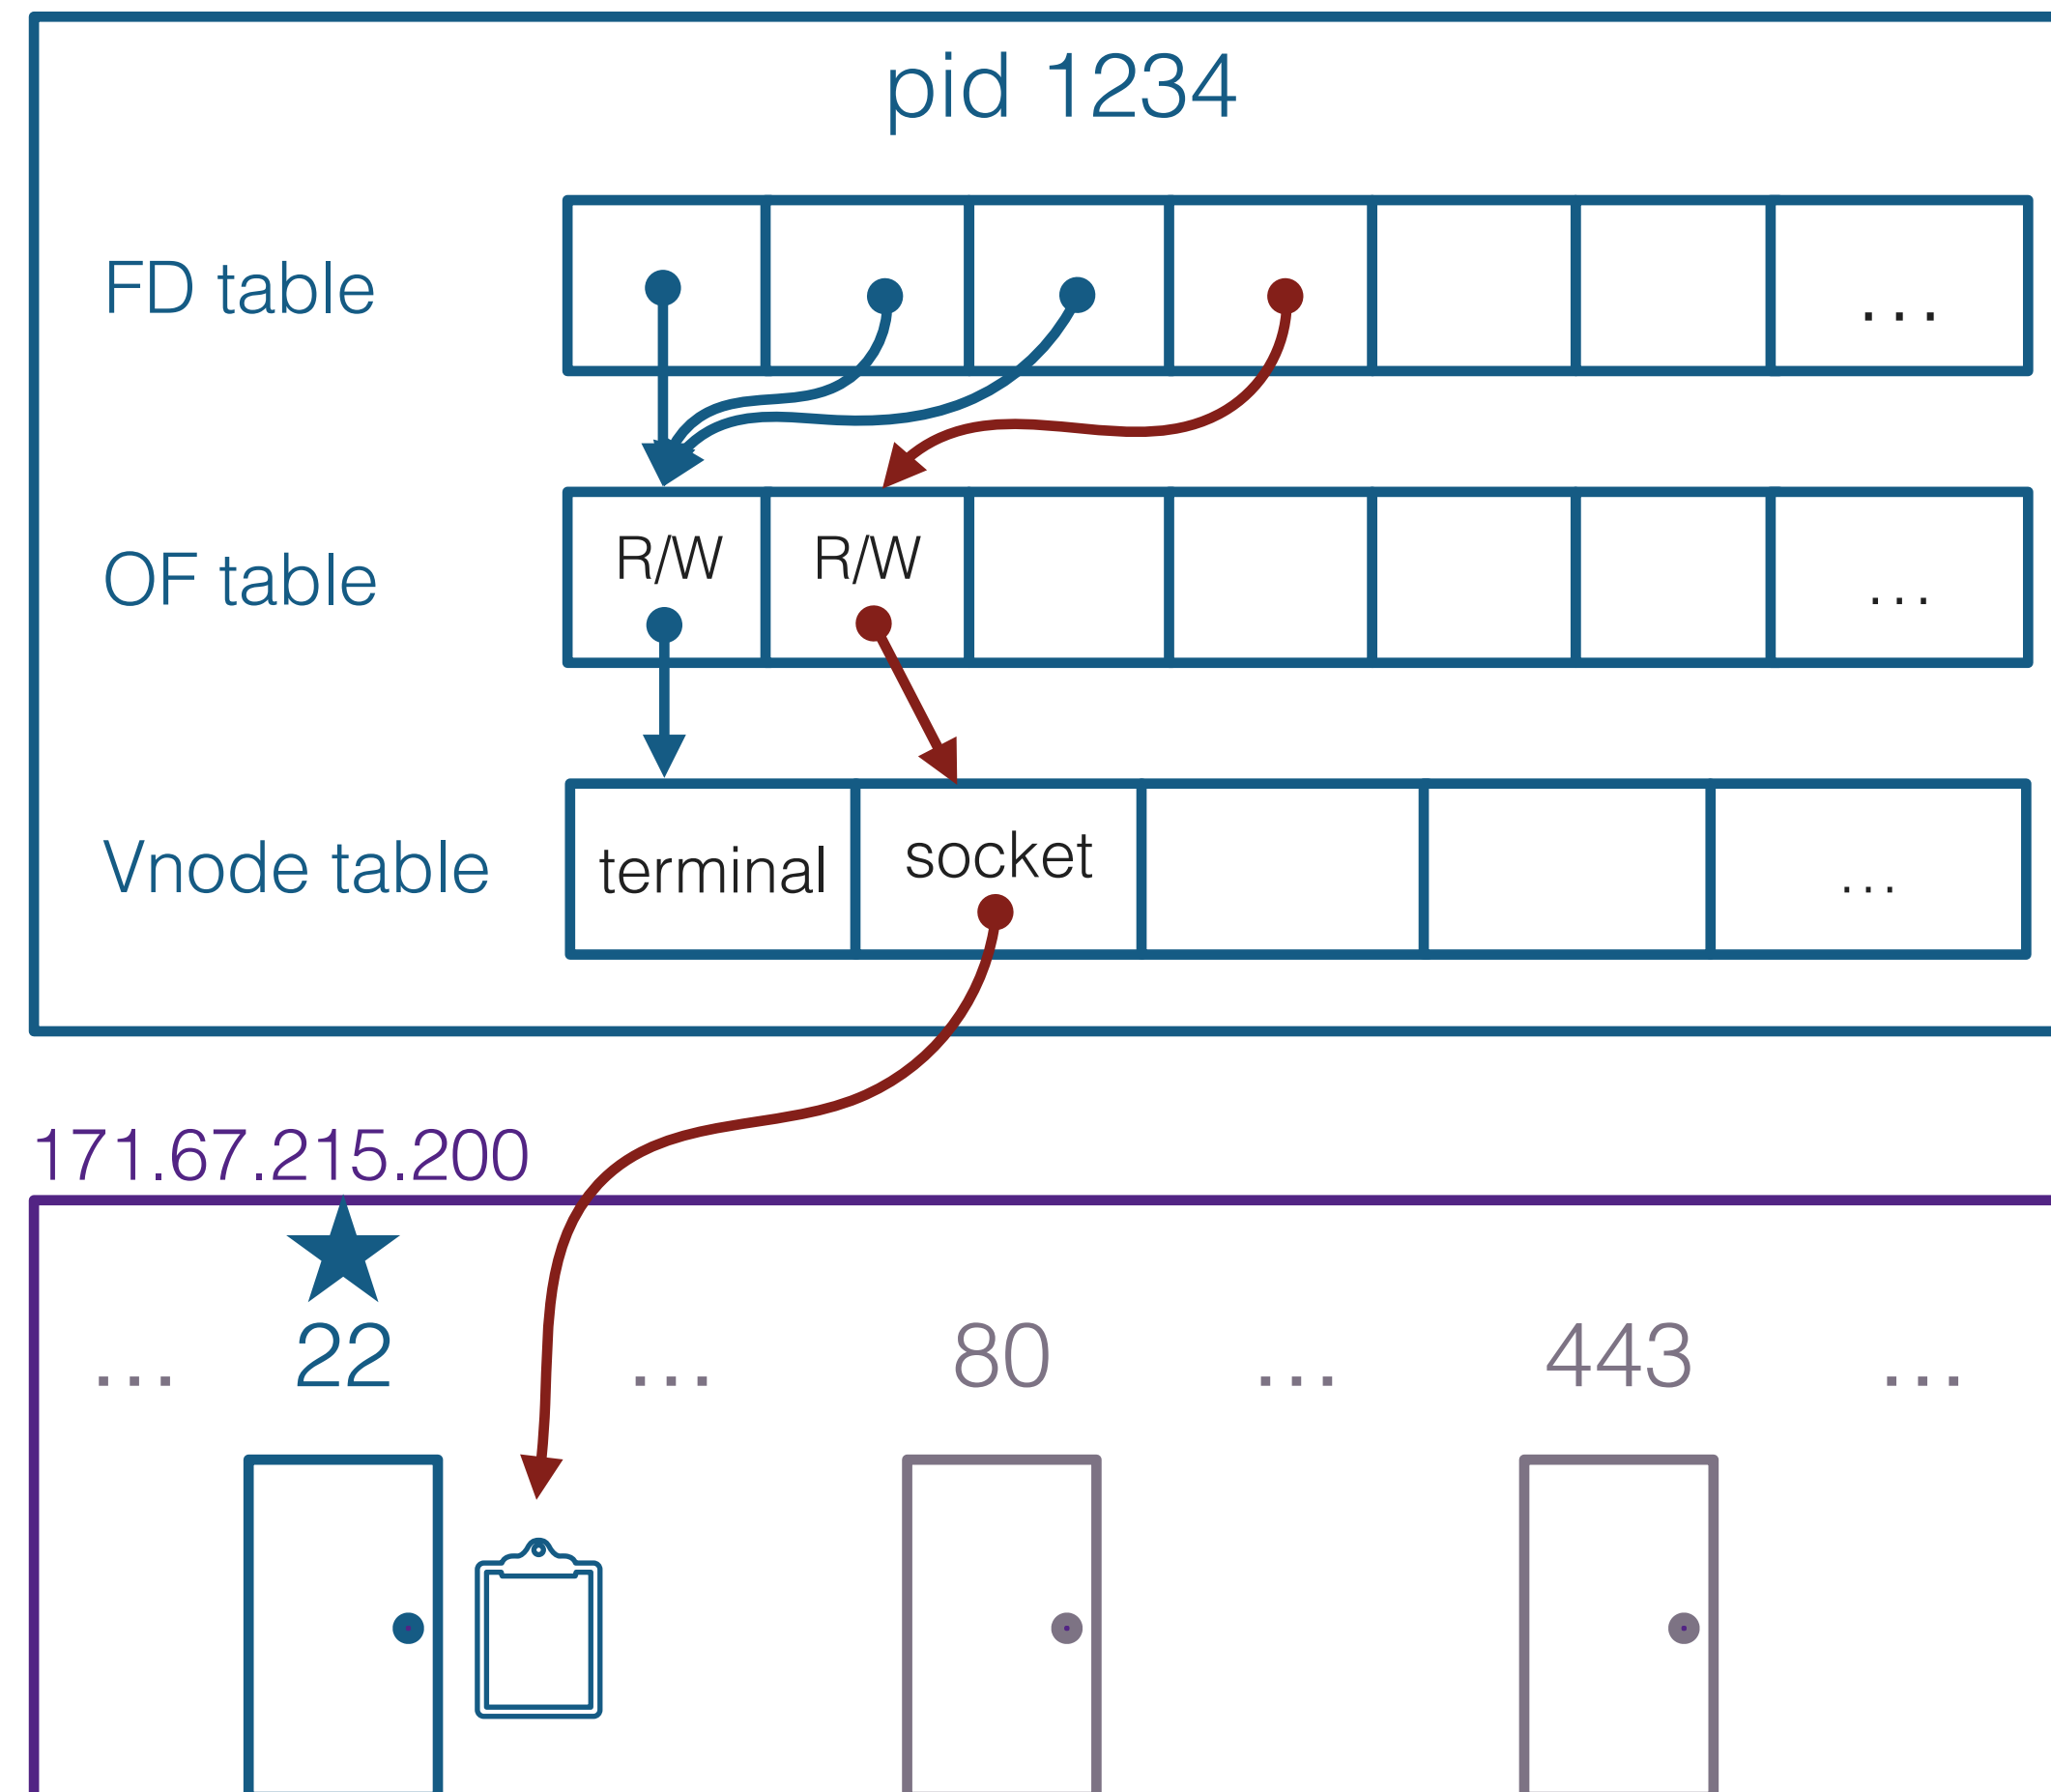 pid 1234
FD table ...
OF table R/W R/W ...
Vnode table terminal socket ...
171.67.215.200
... 22 ... 80 ... 443 ...